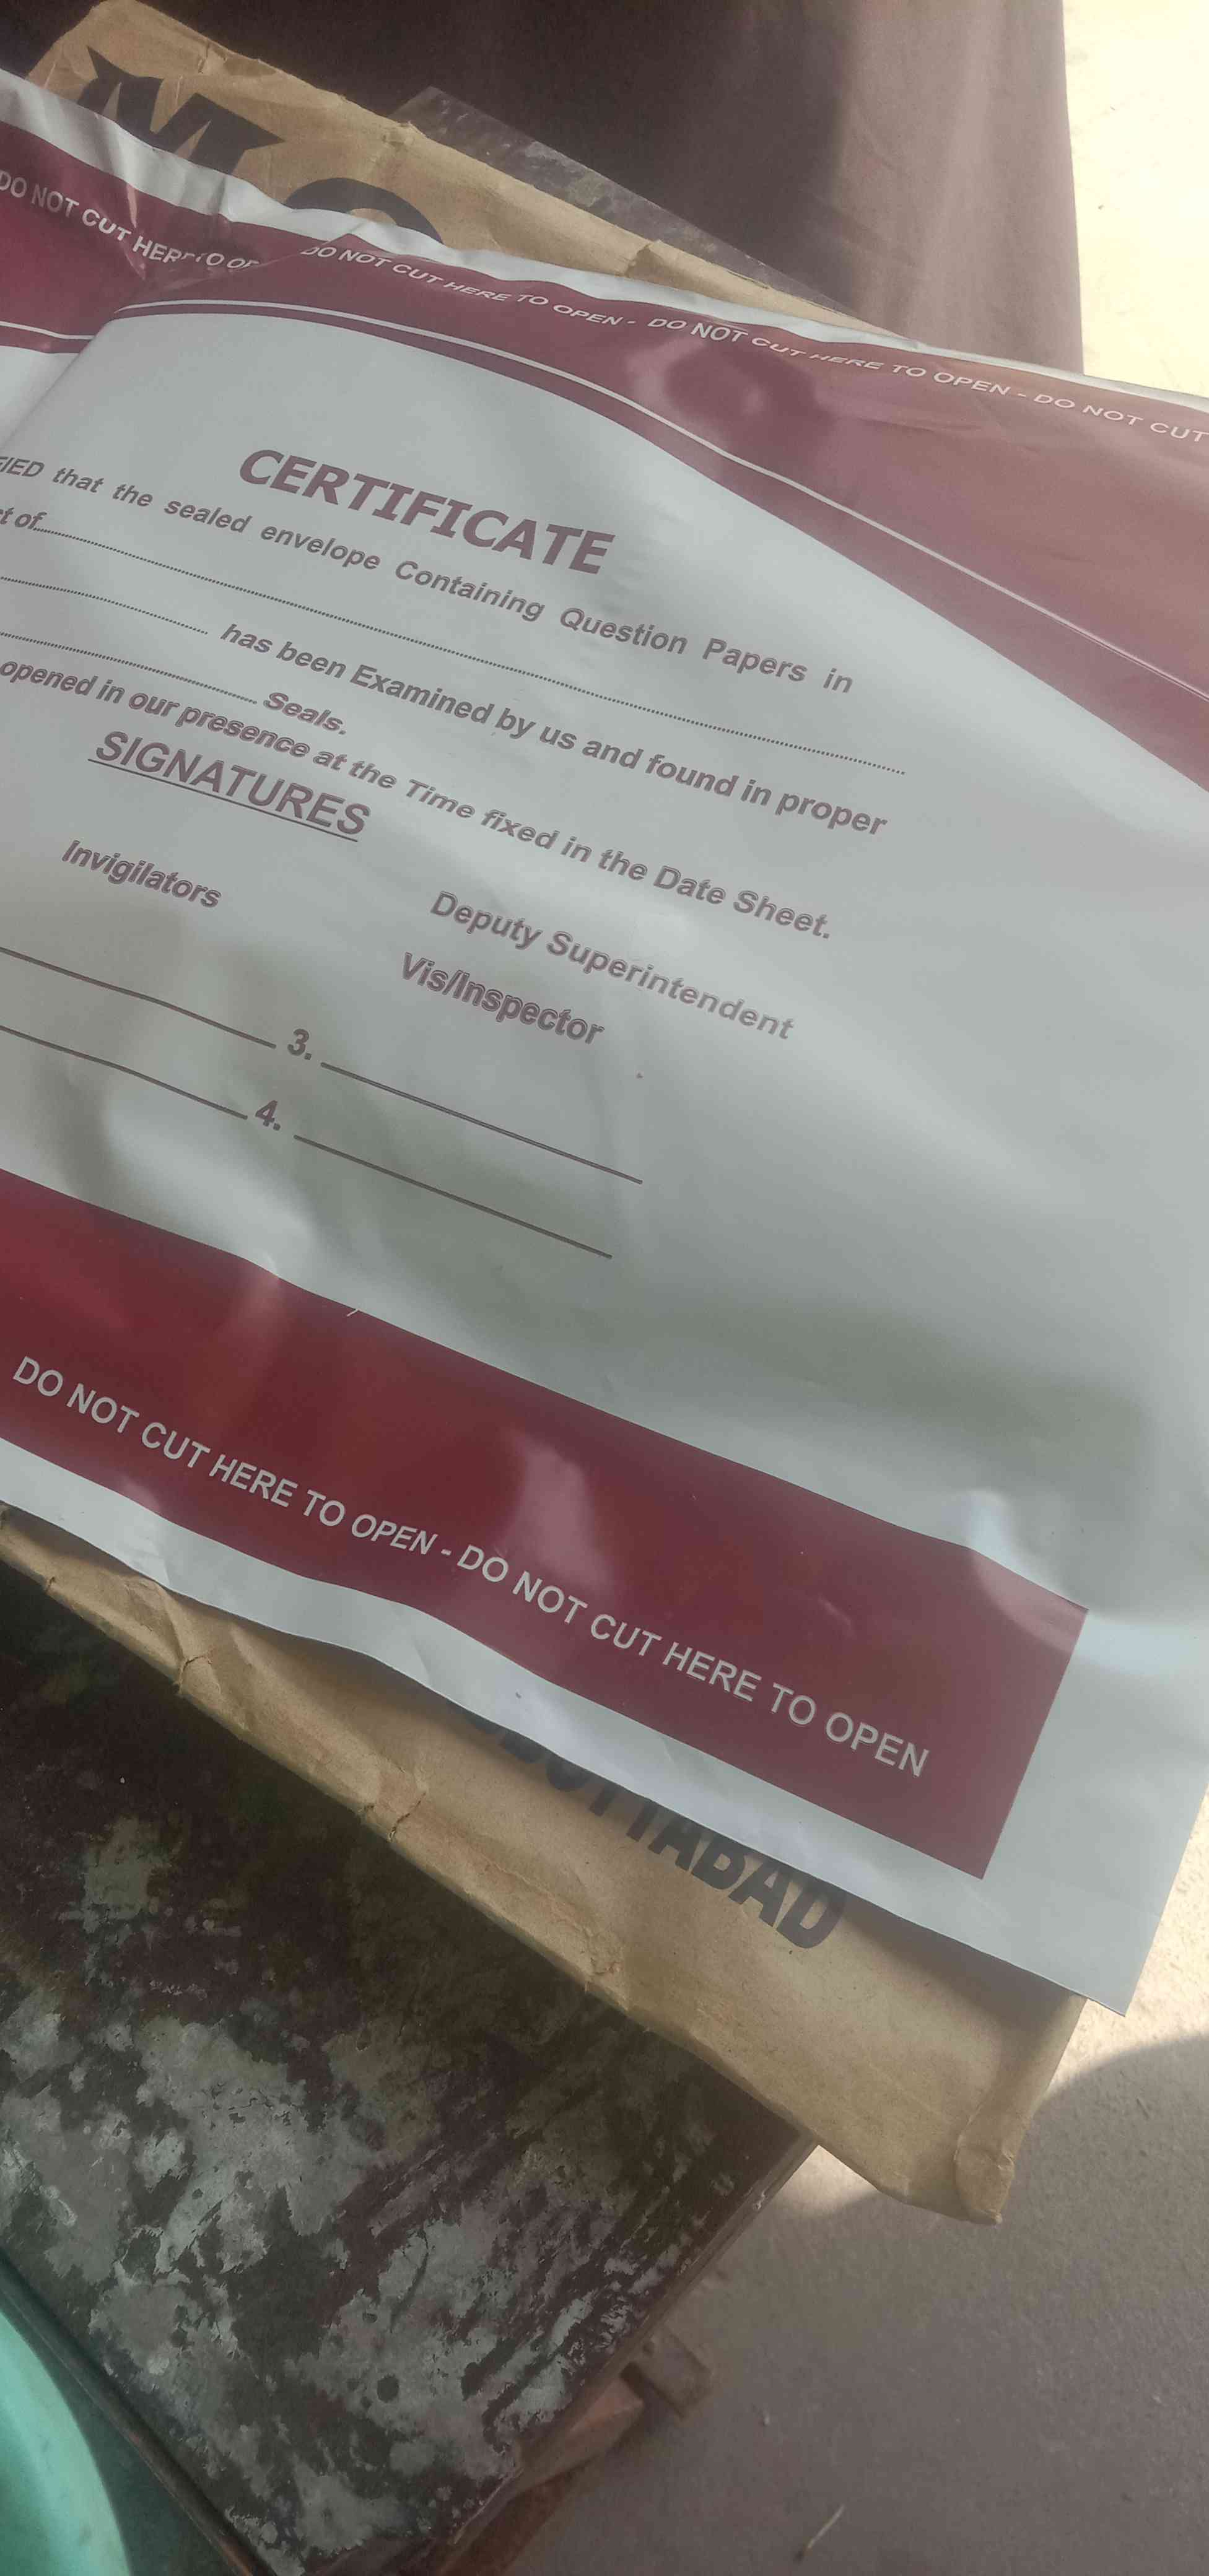 DO NOT CUT HERE TO
DO NOT CUT HERE TO OPEN - DO NOT CUT HERE TO OPEN - DO NOT CUT
CERTIFICATE
that the sealed envelope Containing Question Papers in
of
has been Examined by us and found in proper
Seals.
opened in our presence at the Time fixed in the Date Sheet.
SIGNATURES
Invigilators
Deputy Superintendent
Vis/Inspector
3.
4.
DO NOT CUT HERE TO OPEN - DO NOT CUT HERE TO OPEN